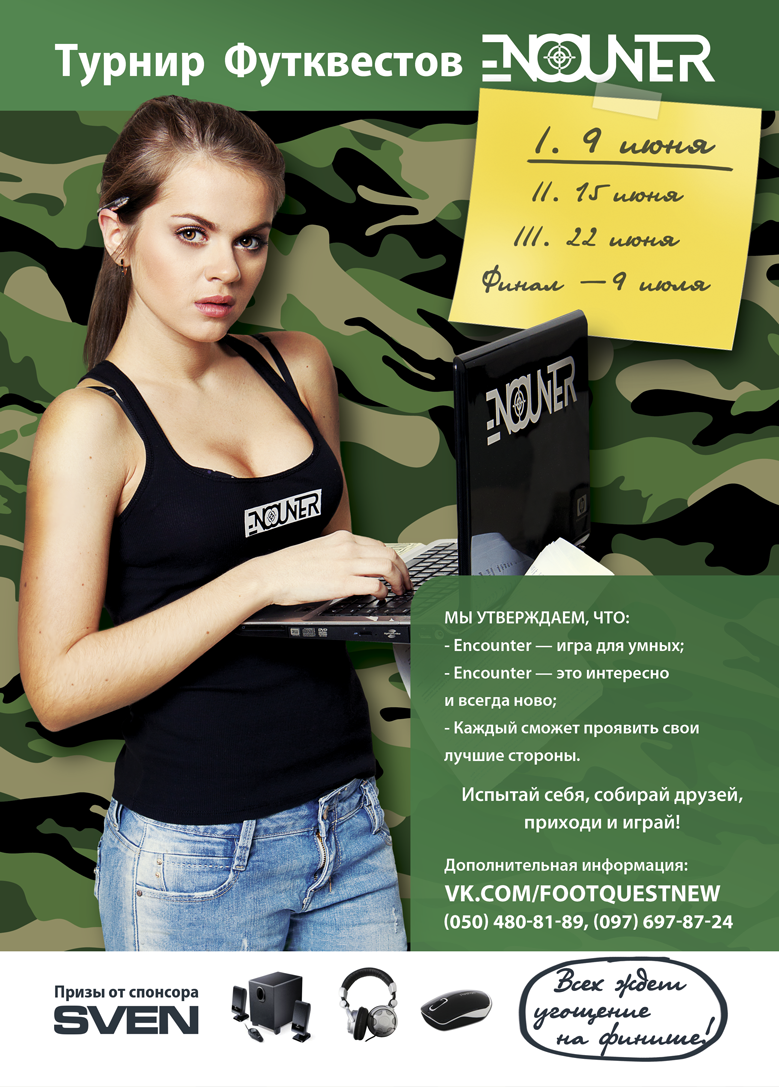 Турнир Футквестов ENCOUNTER
I. 9 июня
II. 15 июня
III. 22 июня
Финал — 9 июля
ENCOUNTER
ENCOUNTER
МЫ УТВЕРЖДАЕМ, ЧТО:
- Encounter — игра для умных;
- Encounter — это интересно
и всегда ново;
- Каждый сможет проявить свои
лучшие стороны.
Испытай себя, собирай друзей,
приходи и играй!
Дополнительная информация:
VK.COM/FOOTQUESTNEW
(050) 480-81-89, (097) 697-87-24
Призы от спонсора
SVEN
Всех ждет
угощение
на финише!